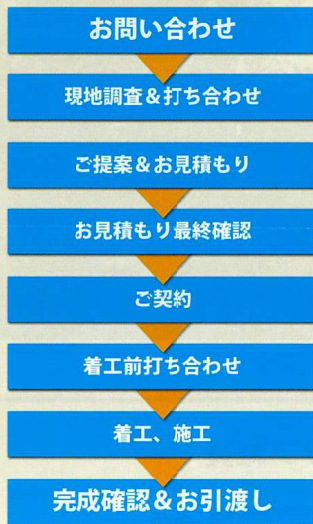 お問い合わせ
現地調査＆打ち合わせ
ご提案＆お見積もり
お見積もり最終確認
ご契約
着工前打ち合わせ
着工、施工
完成確認＆お引渡し